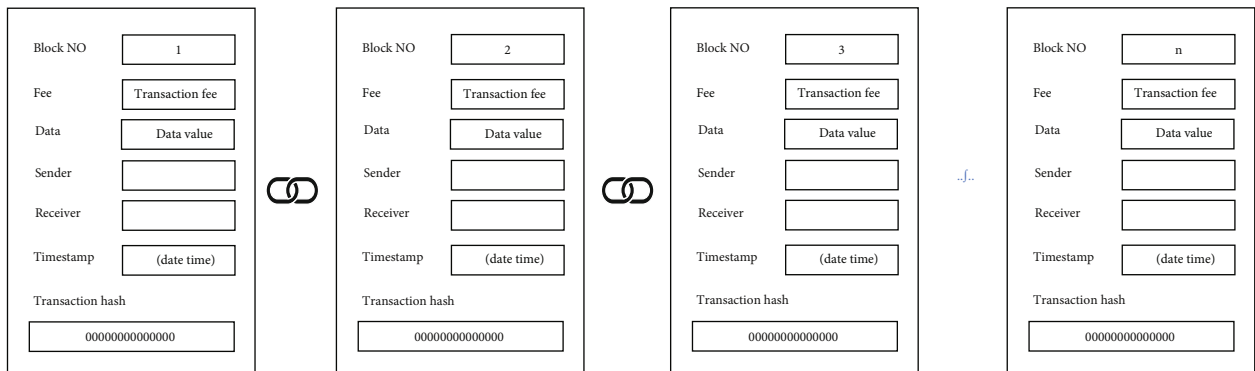 Block NO 1
Fee Transaction fee
Data Data value
Sender
Receiver
Timestamp (date time)
Transaction hash
00000000000000
Block NO 2
Fee Transaction fee
Data Data value
Sender
Receiver
Timestamp (date time)
Transaction hash
00000000000000
Block NO 3
Fee Transaction fee
Data Data value
Sender
Receiver
Timestamp (date time)
Transaction hash
00000000000000
..∫..
Block NO n
Fee Transaction fee
Data Data value
Sender
Receiver
Timestamp (date time)
Transaction hash
00000000000000